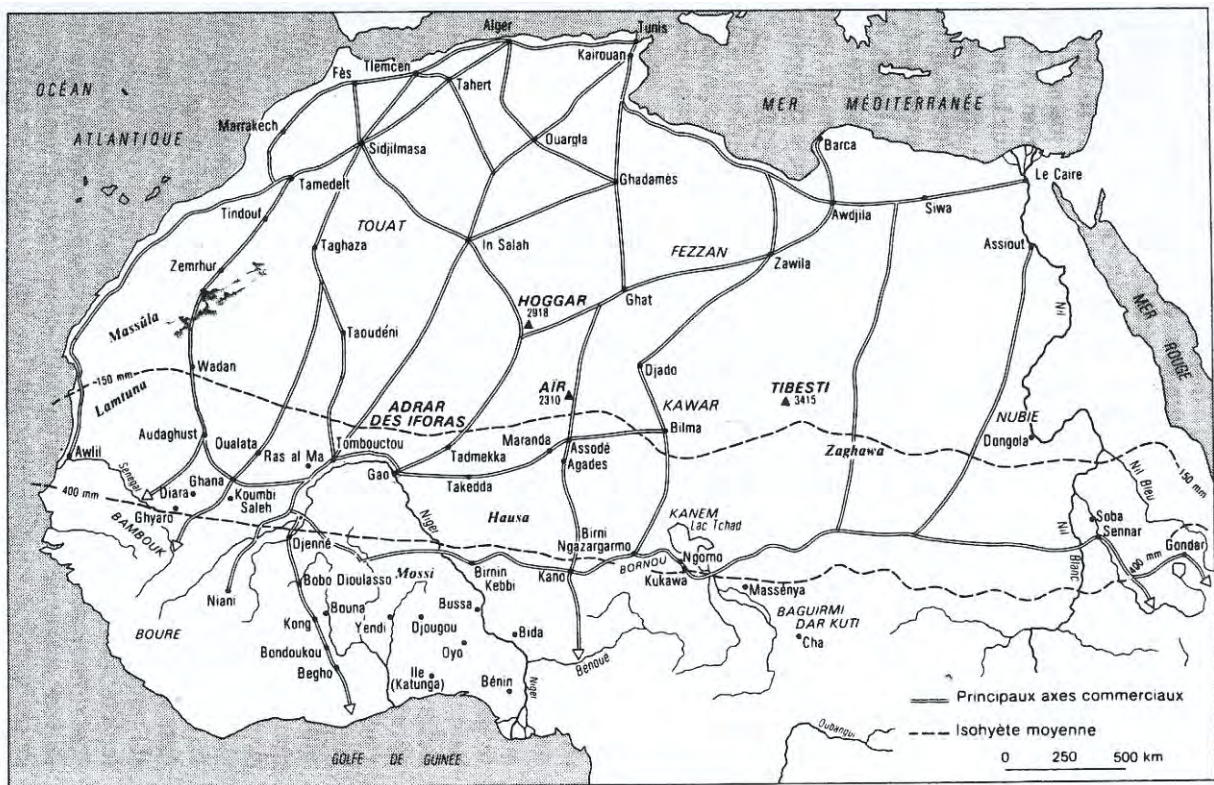 Alger
Tunis
Tlemcen
Kairouan
Fès
Tahert
OCÉAN
ATLANTIQUE
MER MÉDITERRANÉE
Marrakech
Sidjilmasa
Ouargla
Barca
Tamedelt
Ghadamès
Le Caire
Tindouf
TOUAT
Awdjila
Siwa
Taghaza
In Salah
FEZZAN
Assiout
Zemrhur
Zawila
HOGGAR
2918
Ghat
Nil
MER ROUGE
Massûla
Taoudéni
Wadan
Djado
150 mm
Lamtuna
AÏR
2310
TIBESTI
3415
ADRAR
DES IFORAS
KAWAR
NUBIE
Audaghust
Oualata
Bilma
Dongola
Awlil
Ras al Ma
Tombouctou
Maranda
Assodé
Zaghawa
Tadmekka
Agades
Sénégal
Ghana
Gao
Takedda
Nil Bleu
150 mm
400 mm
Diara
Koumbi
Saleh
Ghyaro
BAMBOUK
Niger
Hausa
KANEM
Lac Tchad
Soba
Sennar
Birni
Ngazargarmo
Djenné
BORNOU
Ngomo
Nil Blanc
400 mm
Gondar
Mossi
Birnin
Kebbi
Kano
Kukawa
Massénya
Niani
Bobo Dioulasso
Bouna
Bussa
BAGUIRMI
DAR KUTI
BOURE
Kong
Yendi
Djougou
Bida
Cha
Bondoukou
Oyo
Benoué
Begho
Ile
(Katunga)
Bénin
Niger
Principaux axes commerciaux
Oubangui
Isohyète moyenne
GOLFE DE GUINÉE
0 250 500 km